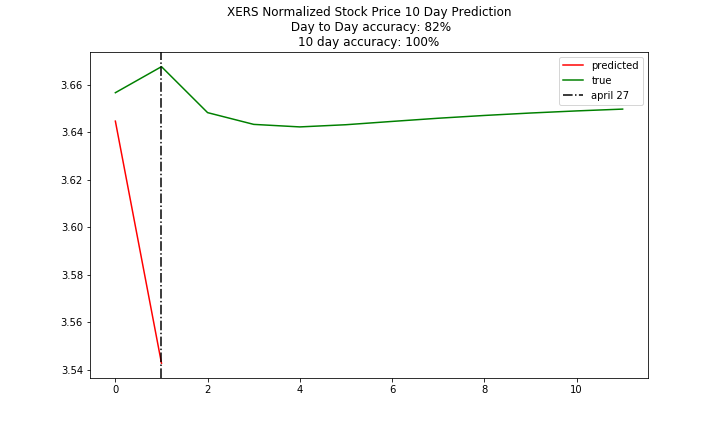 XERS Normalized Stock Price 10 Day Prediction
Day to Day accuracy: 82%
10 day accuracy: 100%
predicted
true
april 27
3.66
3.64
3.62
3.60
3.58
3.56
3.54
0 2 4 6 8 10